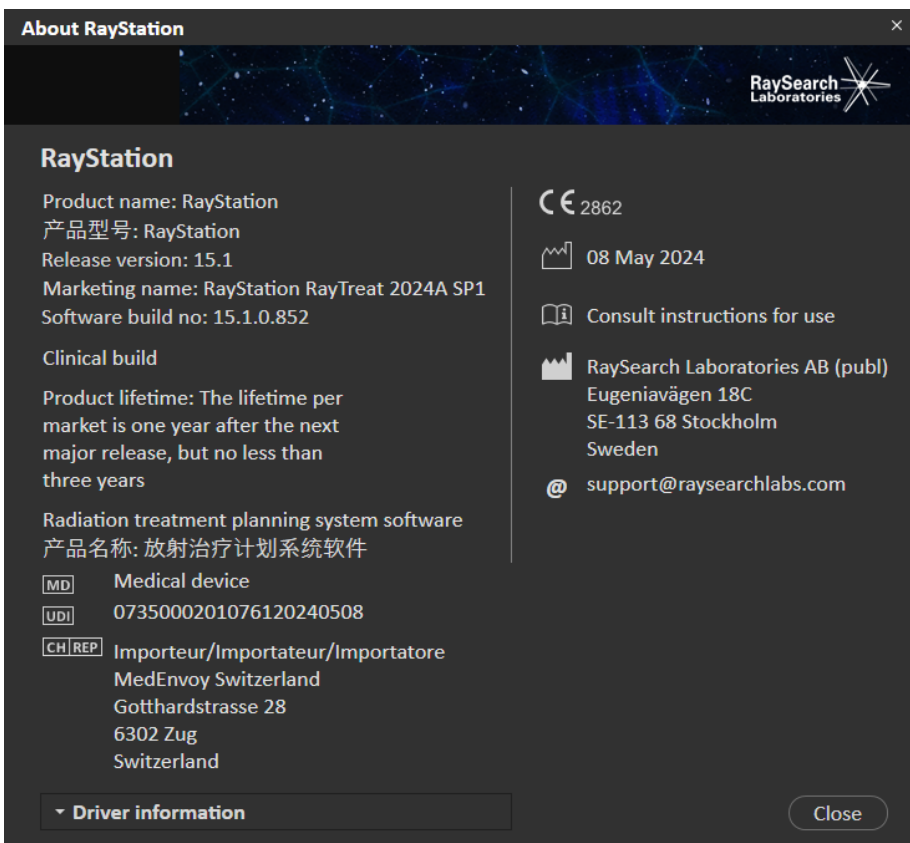 About RayStation
×
RaySearch
Laboratories
RayStation
Product name: RayStation
产品型号: RayStation
Release version: 15.1
Marketing name: RayStation RayTreat 2024A SP1
Software build no: 15.1.0.852
Clinical build
Product lifetime: The lifetime per
market is one year after the next
major release, but no less than
three years
Radiation treatment planning system software
产品名称: 放射治疗计划系统软件
MD Medical device
UDI 0735000201076120240508
CH REP Importeur/Importateur/Importatore
MedEnvoy Switzerland
Gotthardstrasse 28
6302 Zug
Switzerland
CE 2862
08 May 2024
Consult instructions for use
RaySearch Laboratories AB (publ)
Eugeniavägen 18C
SE-113 68 Stockholm
Sweden
@ support@raysearchlabs.com
Driver information
Close